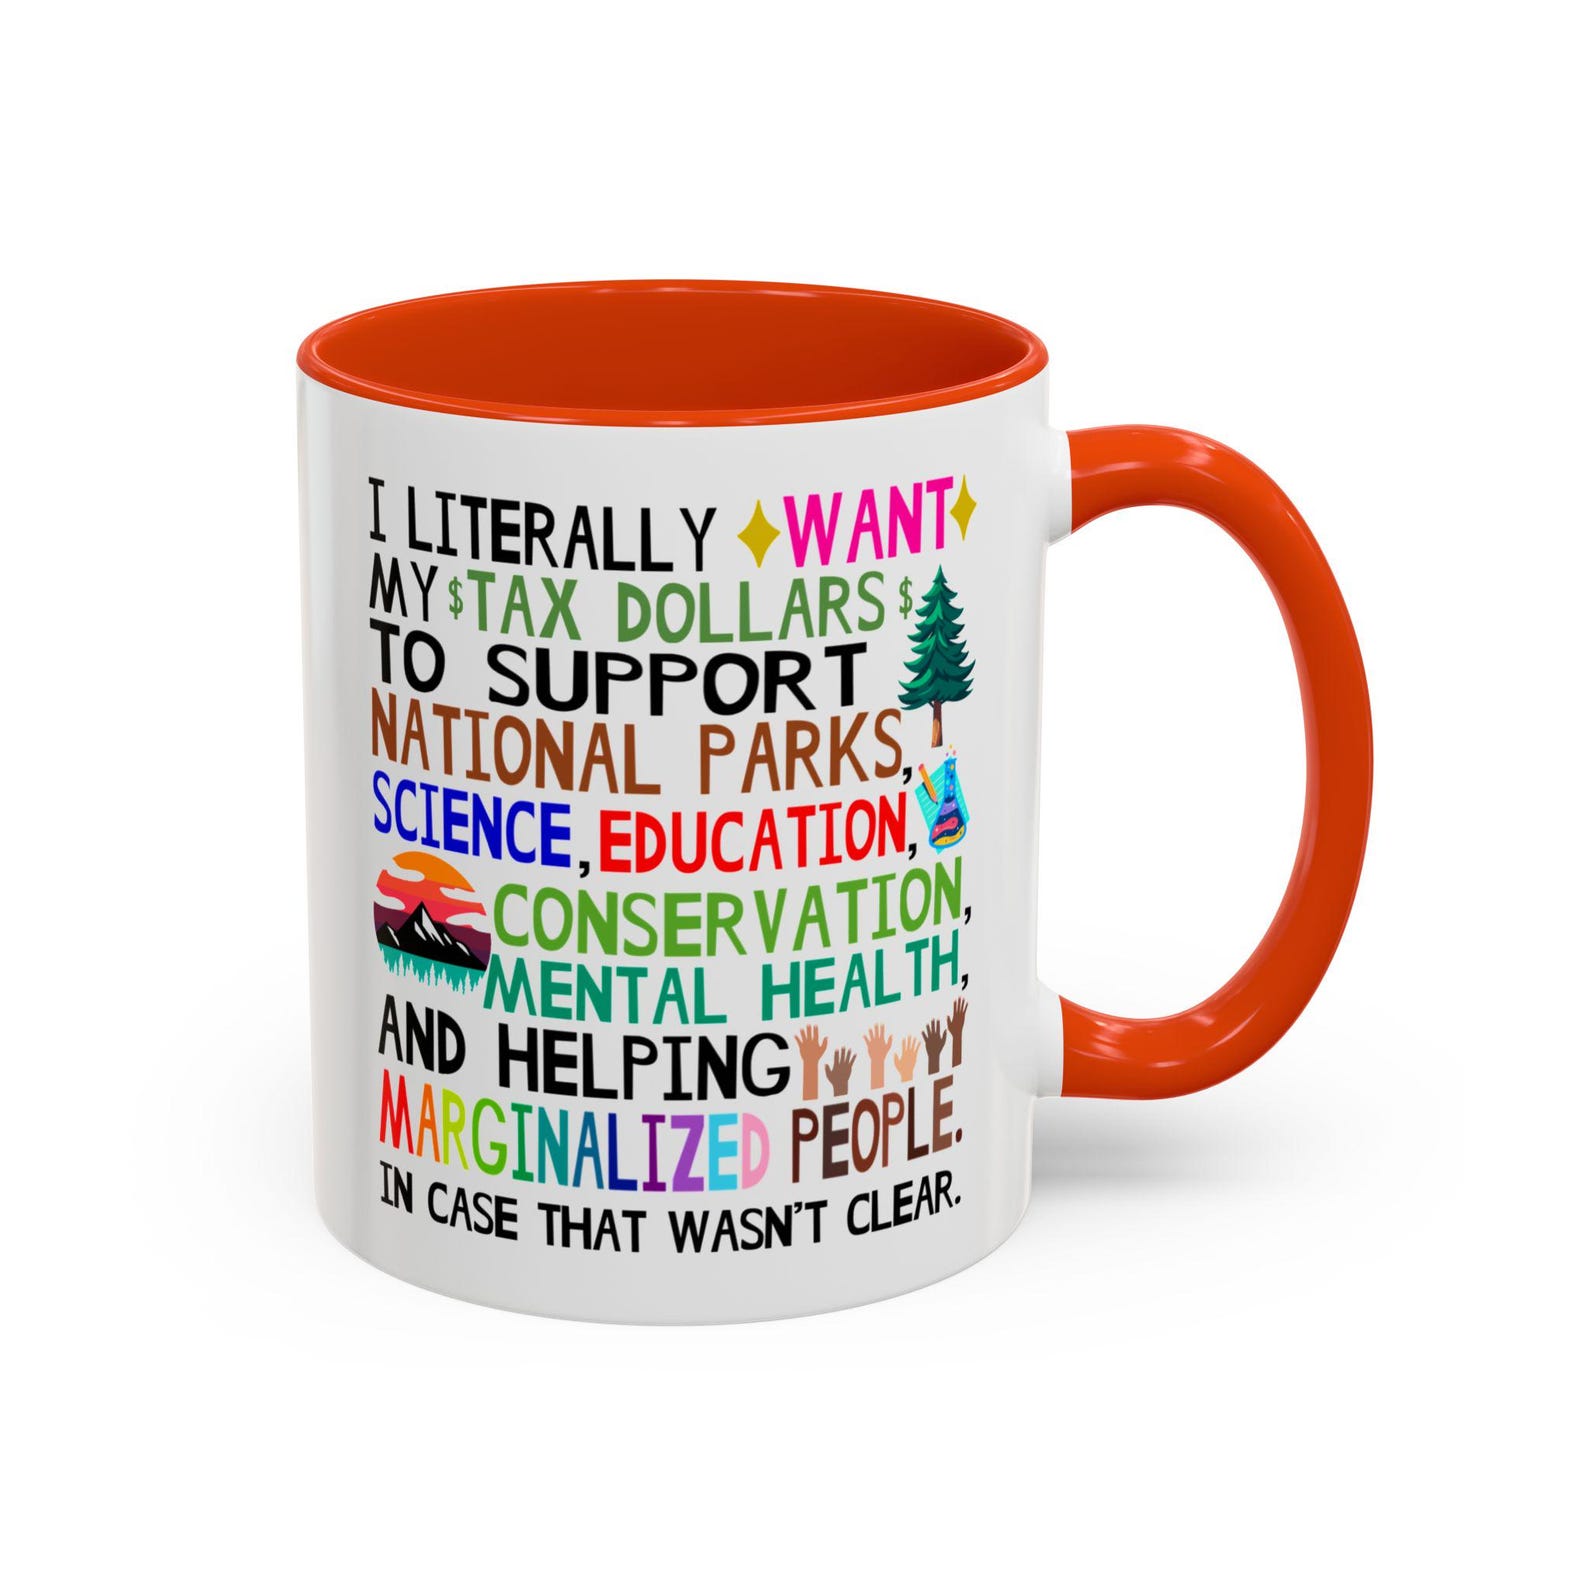 I LITERALLY WANT
MY $TAX DOLLARS $
TO SUPPORT
NATIONAL PARKS,
SCIENCE, EDUCATION,
CONSERVATION,
MENTAL HEALTH,
AND HELPING
MARGINALIZED PEOPLE.
IN CASE THAT WASN'T CLEAR.